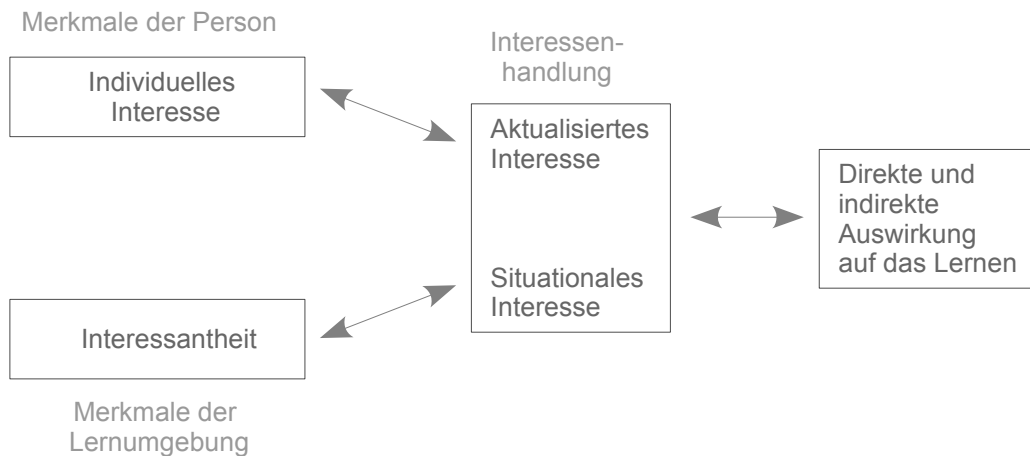 Merkmale der Person
Individuelles
Interesse
Interessen-
handlung
Aktualisiertes
Interesse
Situationales
Interesse
Direkte und
indirekte
Auswirkung
auf das Lernen
Interessantheit
Merkmale der
Lernumgebung